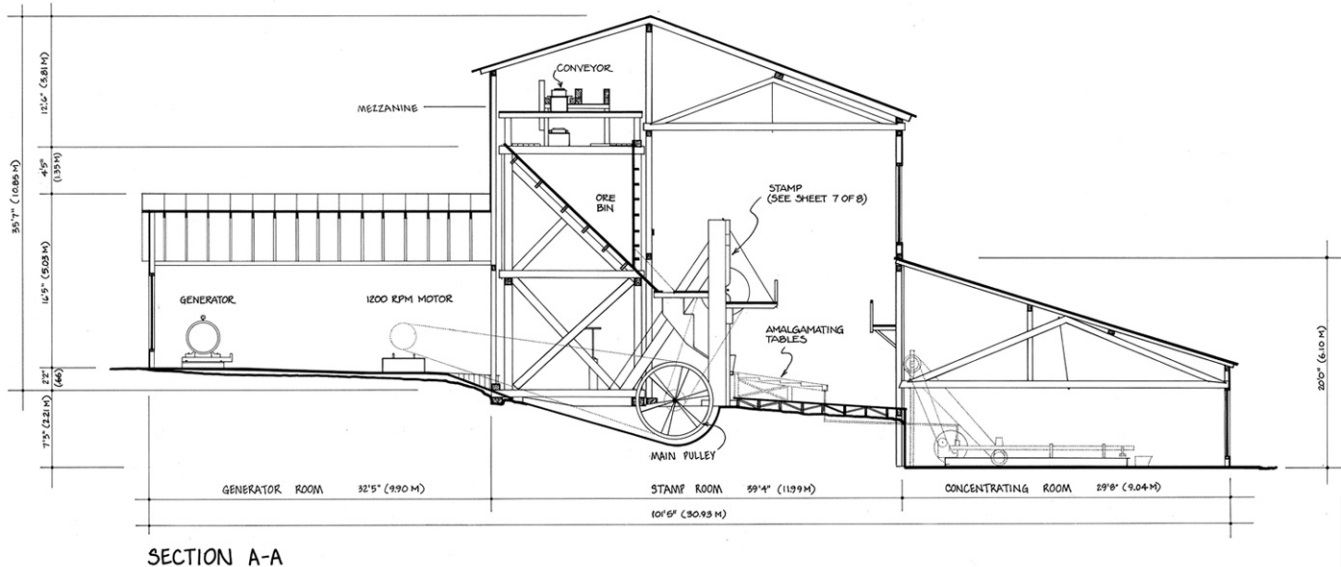 CONVEYOR
MEZZANINE
12'6" (3.81 M)
4'5"
(1.35 M)
35'7" (10.85 M)
ORE
BIN
STAMP
(SEE SHEET 7 OF 8)
16'5" (5.03 M)
GENERATOR
1200 RPM MOTOR
AMALGAMATING
TABLES
20'0" (6.10 M)
2'2"
(.66)
7'3" (2.21 M)
MAIN PULLEY
GENERATOR ROOM 32'5" (9.90 M)
STAMP ROOM 39'4" (11.99 M)
CONCENTRATING ROOM 29'8" (9.04 M)
101'5" (30.93 M)
SECTION A-A